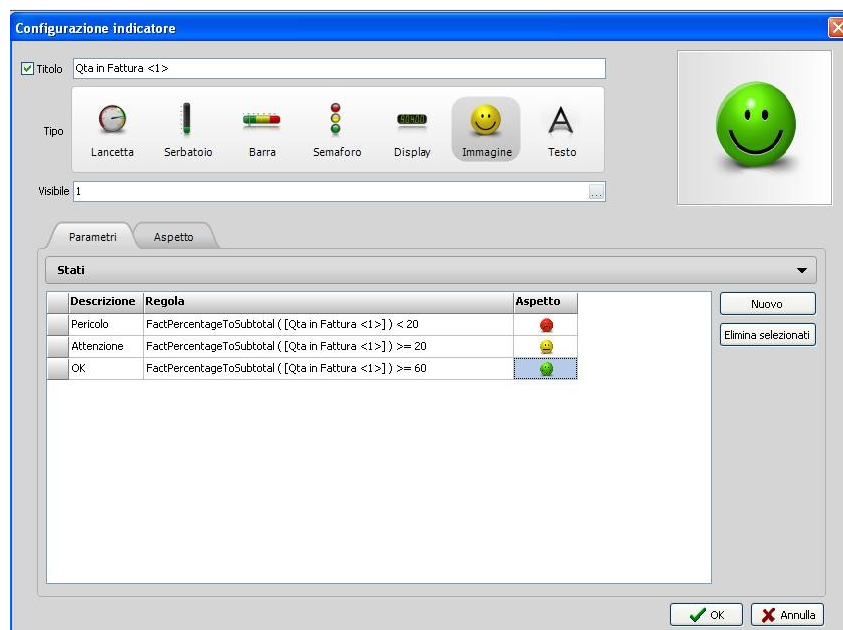 Configurazione indicatore
Titolo Qta in Fattura <1>
Tipo
Lancetta Serbatoio Barra Semaforo Display Immagine Testo
Visibile 1 ...
Parametri Aspetto
Stati
Descrizione Regola Aspetto
Nuovo
Pericolo FactPercentageToSubtotal ( [Qta in Fattura <1>] ) < 20
Elimina selezionati
Attenzione FactPercentageToSubtotal ( [Qta in Fattura <1>] ) >= 20
OK FactPercentageToSubtotal ( [Qta in Fattura <1>] ) >= 60
OK Annulla